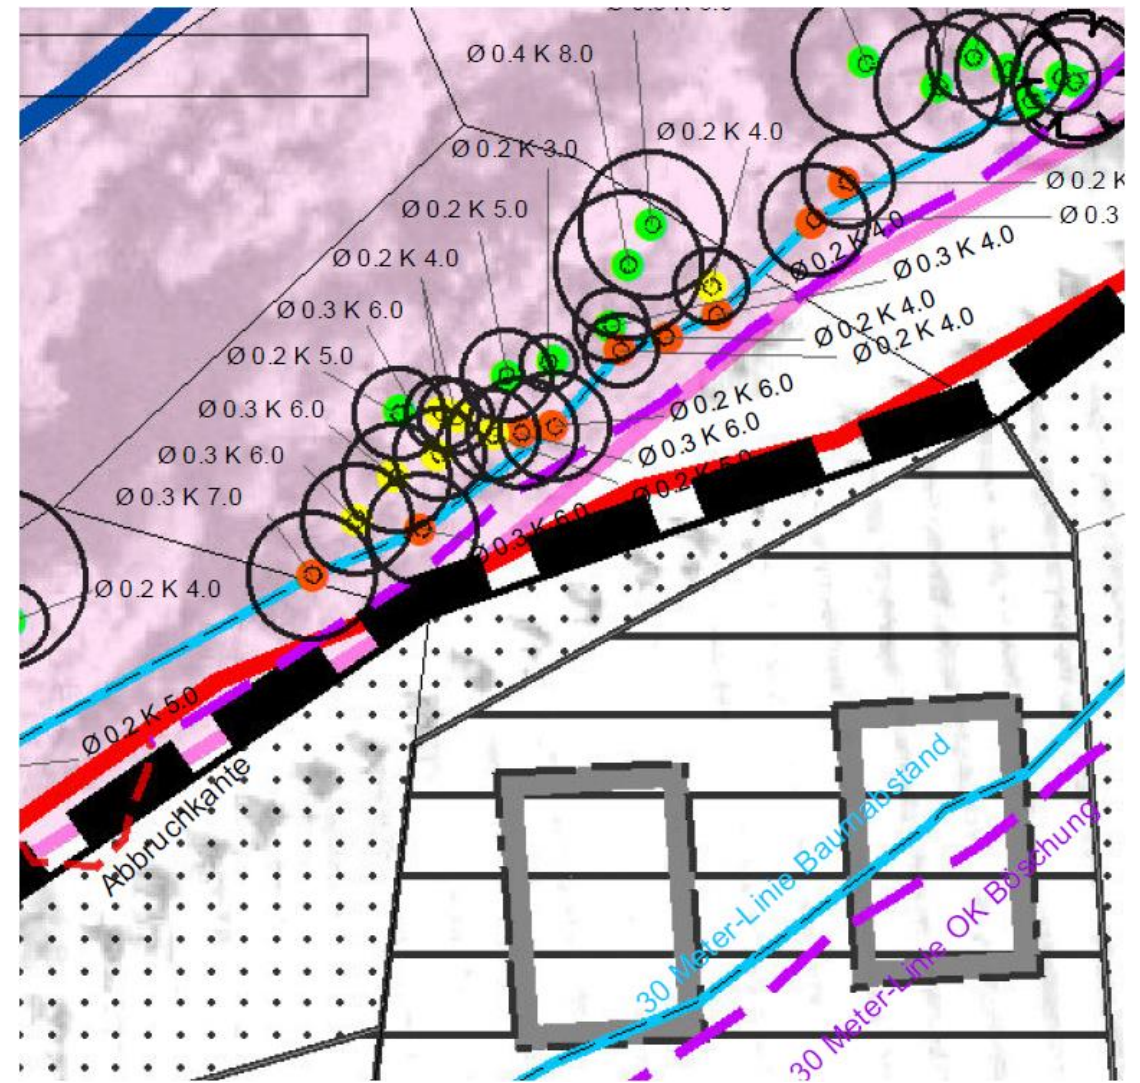 Ø 0.4 K 8.0
Ø 0.2 K 4.0
Ø 0.2 K 3.0
Ø 0.2 K
Ø 0.2 K 5.0
Ø 0.3
Ø 0.2 K 4.0
Ø 0.2 K 4.0
Ø 0.3 K 4.0
Ø 0.3 K 6.0
Ø 0.2 K 4.0
Ø 0.2 K 4.0
Ø 0.2 K 5.0
Ø 0.3 K 6.0
Ø 0.2 K 6.0
Ø 0.3 K 6.0
Ø 0.3 K 6.0
Ø 0.2 K 5.0
Ø 0.3 K 7.0
Ø 0.3 K 6.0
Ø 0.2 K 4.0
Ø 0.2 K 5.0
Abbruchkante
30 Meter-Linie Baumabstand
30 Meter-Linie OK Böschung